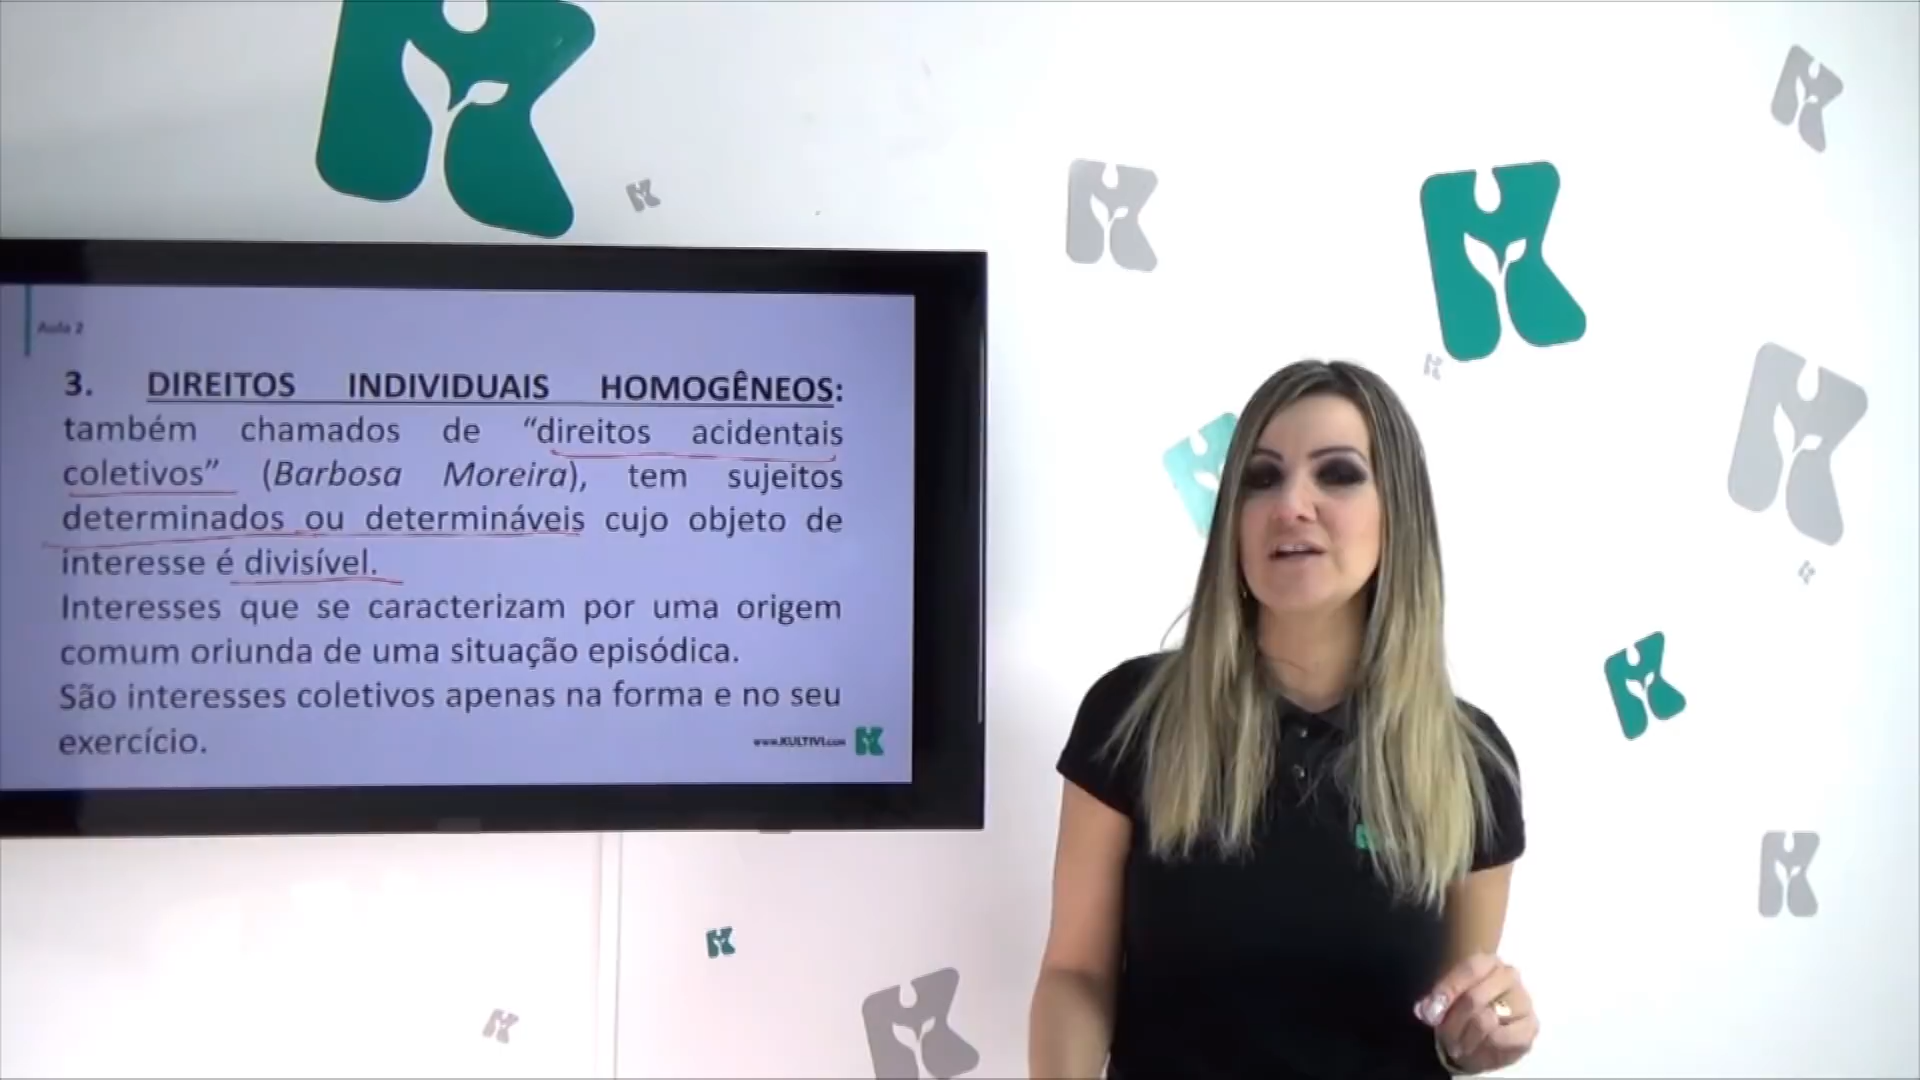 Aula 2
3. DIREITOS INDIVIDUAIS HOMOGÊNEOS:
também chamados de “direitos acidentais
coletivos” (Barbosa Moreira), tem sujeitos
determinados ou determináveis cujo objeto de
interesse é divisível.
Interesses que se caracterizam por uma origem
comum oriunda de uma situação episódica.
São interesses coletivos apenas na forma e no seu
exercício.
www.KULTIVI.com